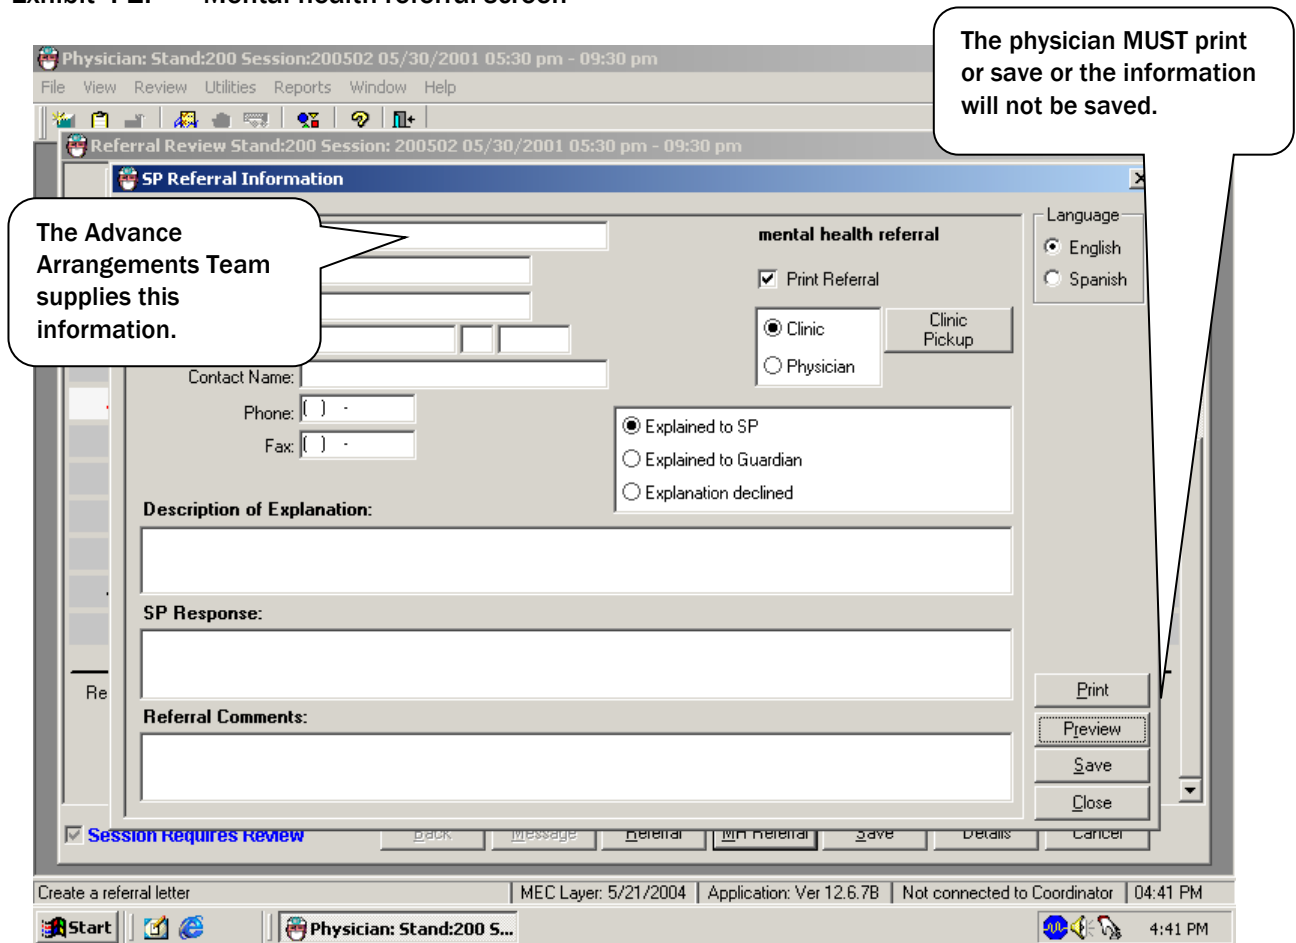 Exhibit 4-2. Mental health referral screen
The physician MUST print
or save or the information
will not be saved.
Physician: Stand:200 Session:200502 05/30/2001 05:30 pm - 09:30 pm
File View Review Utilities Reports Window Help
Referral Review Stand:200 Session: 200502 05/30/2001 05:30 pm - 09:30 pm
SP Referral Information
The Advance
Arrangements Team
supplies this
information.
mental health referral
Print Referral
Clinic
Physician
Clinic
Pickup
Language
English
Spanish
Contact Name:
Phone: ( ) -
Fax: ( ) -
Explained to SP
Explained to Guardian
Explanation declined
Description of Explanation:
SP Response:
Referral Comments:
Re
Print
Preview
Save
Close
Session Requires Review
Back Message Referral MH Referral Save Details Cancel
Create a referral letter MEC Layer: 5/21/2004 Application: Ver 12.6.7B Not connected to Coordinator 04:41 PM
Start Physician: Stand:200 S... 4:41 PM